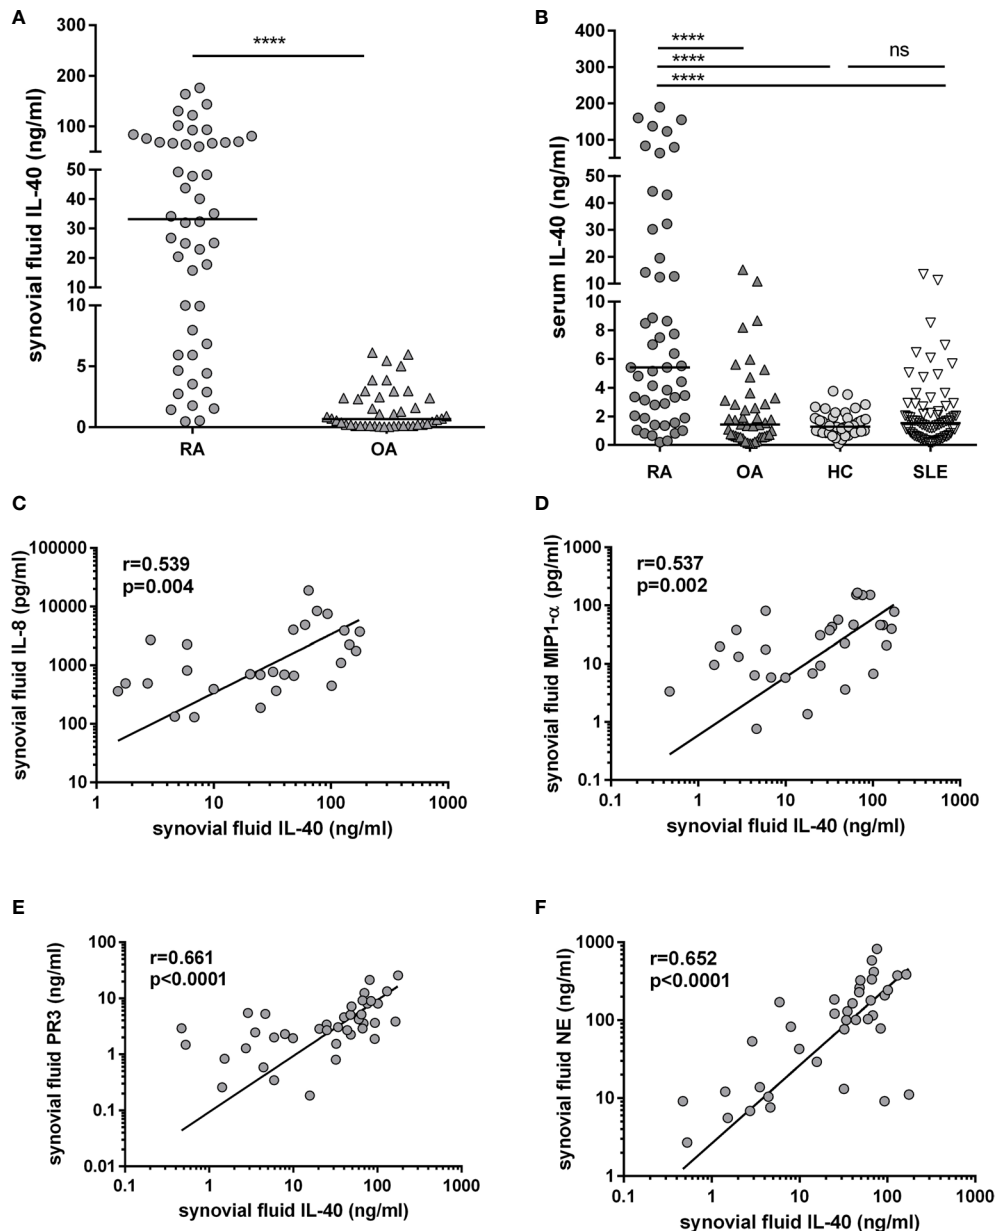 A
synovial fluid IL-40 (ng/ml)
300
200
100
50
40
30
20
10
10
5
0
****
RA
OA
B
serum IL-40 (ng/ml)
400
300
200
100
50
40
30
20
10
10
8
6
4
2
0
****
****
****
ns
RA
OA
HC
SLE
C
synovial fluid IL-8 (pg/ml)
100000
10000
1000
100
10
r=0.539
p=0.004
1
10
100
1000
synovial fluid IL-40 (ng/ml)
D
synovial fluid MIP1-α (pg/ml)
1000
100
10
1
0.1
r=0.537
p=0.002
0.1
1
10
100
1000
synovial fluid IL-40 (ng/ml)
E
synovial fluid PR3 (ng/ml)
100
10
1
0.1
0.01
r=0.661
p<0.0001
0.1
1
10
100
1000
synovial fluid IL-40 (ng/ml)
F
synovial fluid NE (ng/ml)
1000
100
10
1
r=0.652
p<0.0001
0.1
1
10
100
1000
synovial fluid IL-40 (ng/ml)